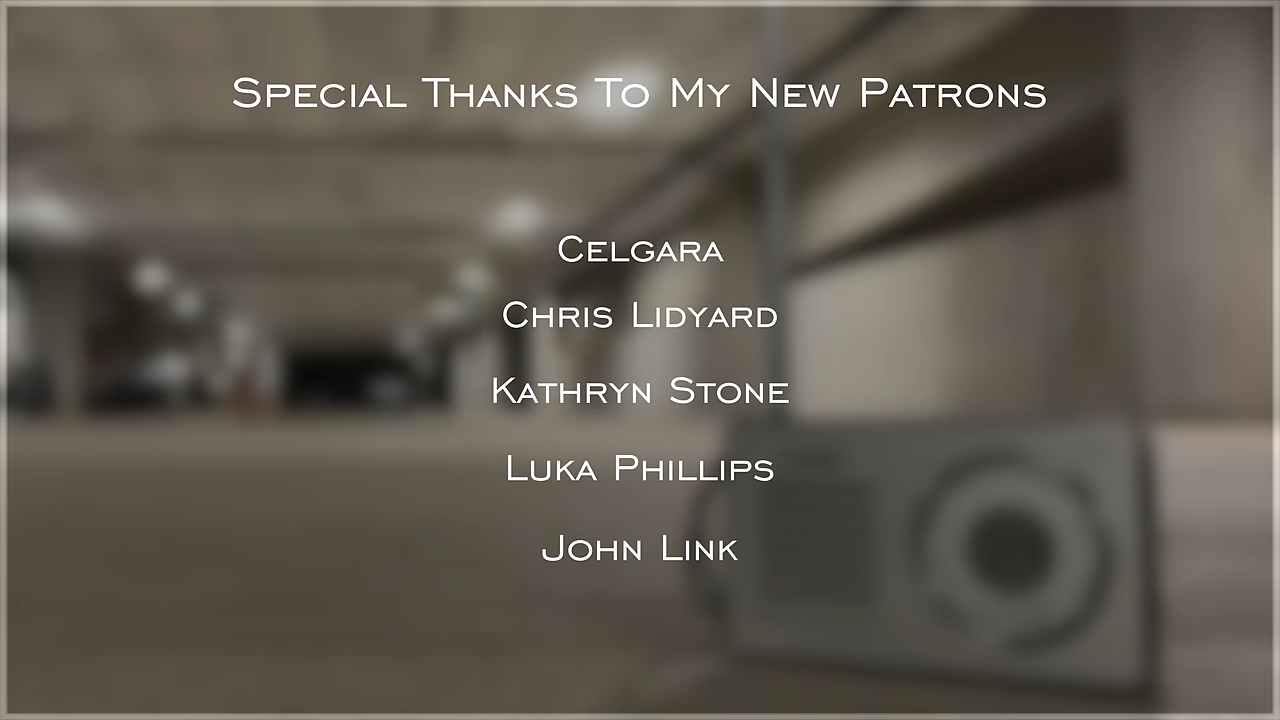 Special Thanks To My New Patrons
Celgara
Chris Lidyard
Kathryn Stone
Luka Phillips
John Link